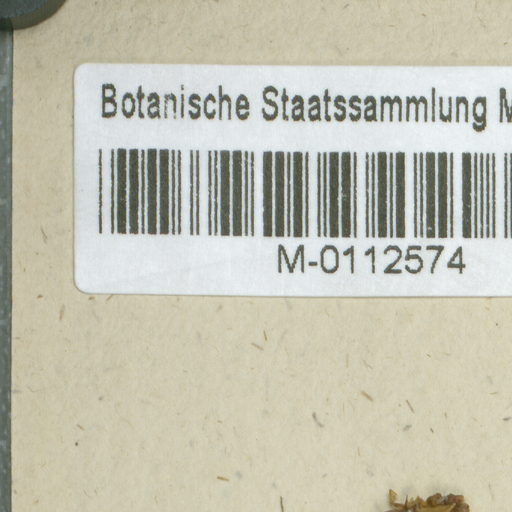 Botanische Staatssammlung M
M-0112574